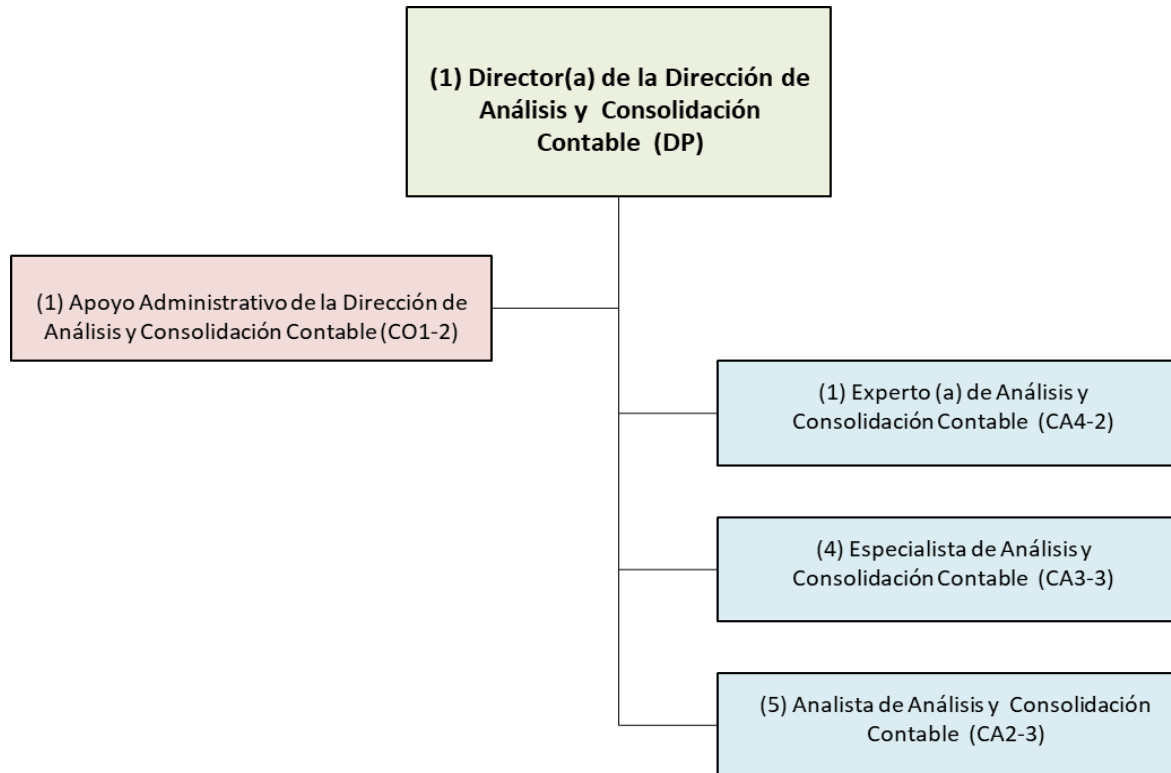 (1) Director(a) de la Dirección de
Análisis y Consolidación
Contable (DP)
(1) Apoyo Administrativo de la Dirección de
Análisis y Consolidación Contable (CO1-2)
(1) Experto (a) de Análisis y
Consolidación Contable (CA4-2)
(4) Especialista de Análisis y
Consolidación Contable (CA3-3)
(5) Analista de Análisis y Consolidación
Contable (CA2-3)